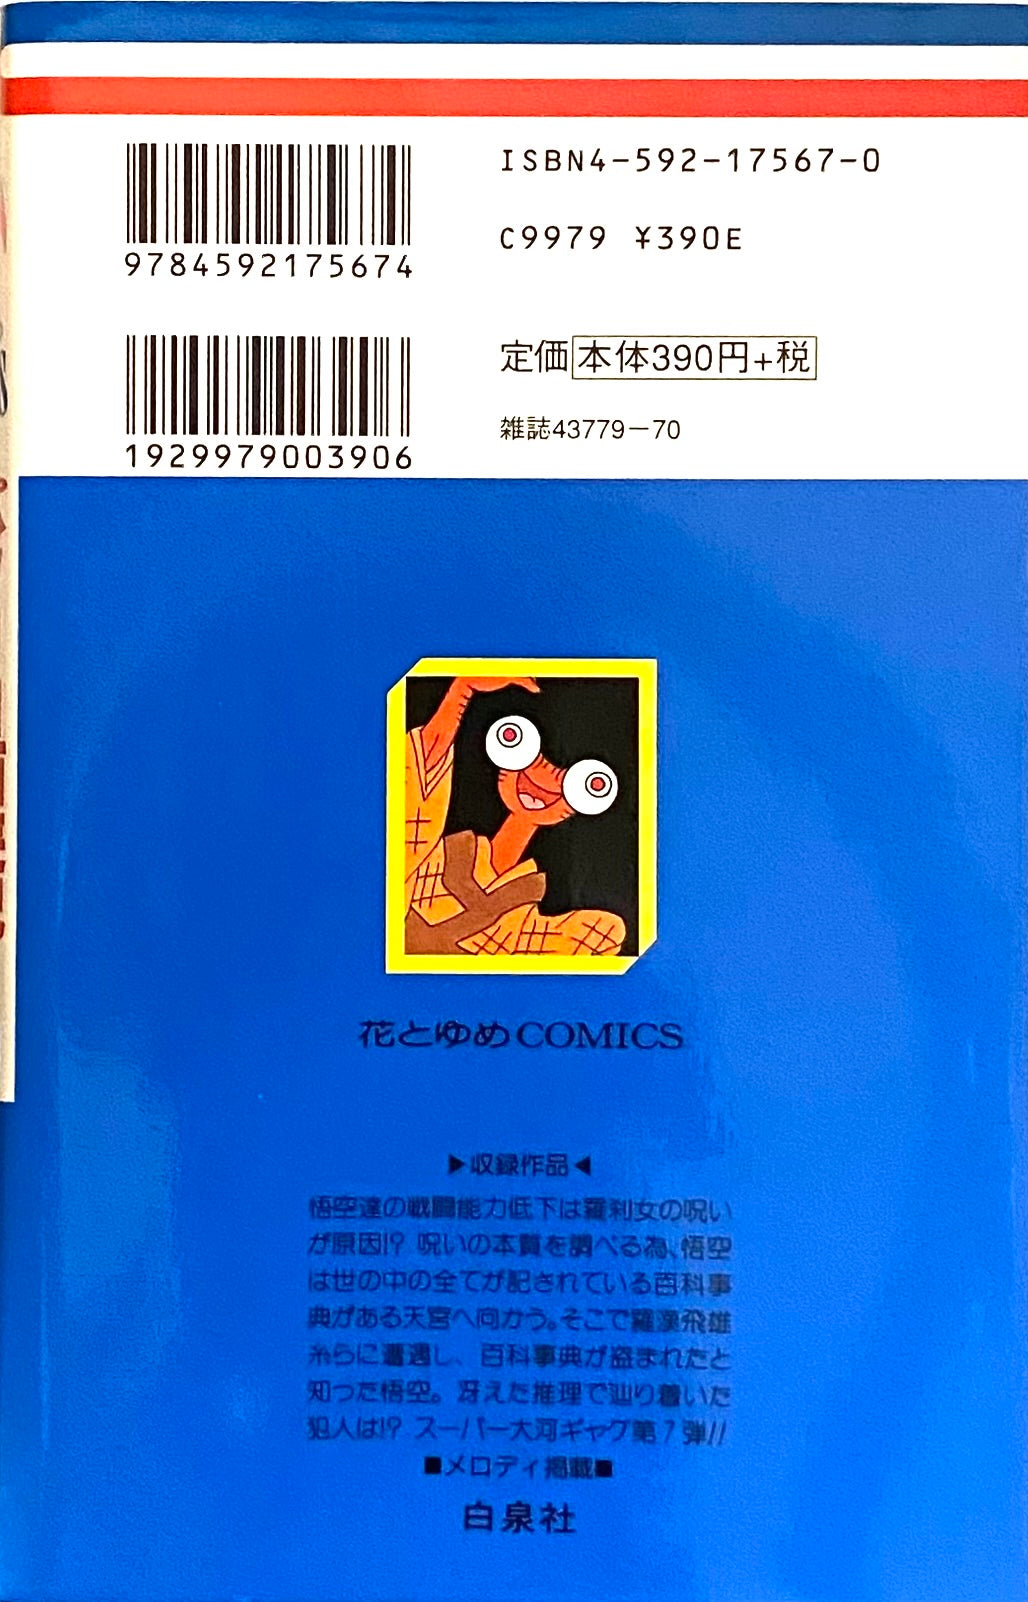 ISBN4-592-17567-0
C9979 ¥390E
9784592175674
定価本体390円+税
雑誌43779-70
1929979003906
花とゆめCOMICS
▶収録作品◀
悟空達の戦闘能力低下は羅刹女の呪い
が原因!? 呪いの本質を調べる為、悟空
は世の中の全てが記されている百科事
典がある天宮へ向かう。そこで羅漢飛雄
糸らに遭遇し、百科事典が盗まれたと
知った悟空。冴えた推理で辿り着いた
犯人は!? スーパー大河ギャグ第7弾!!
■メロディ掲載■
白泉社